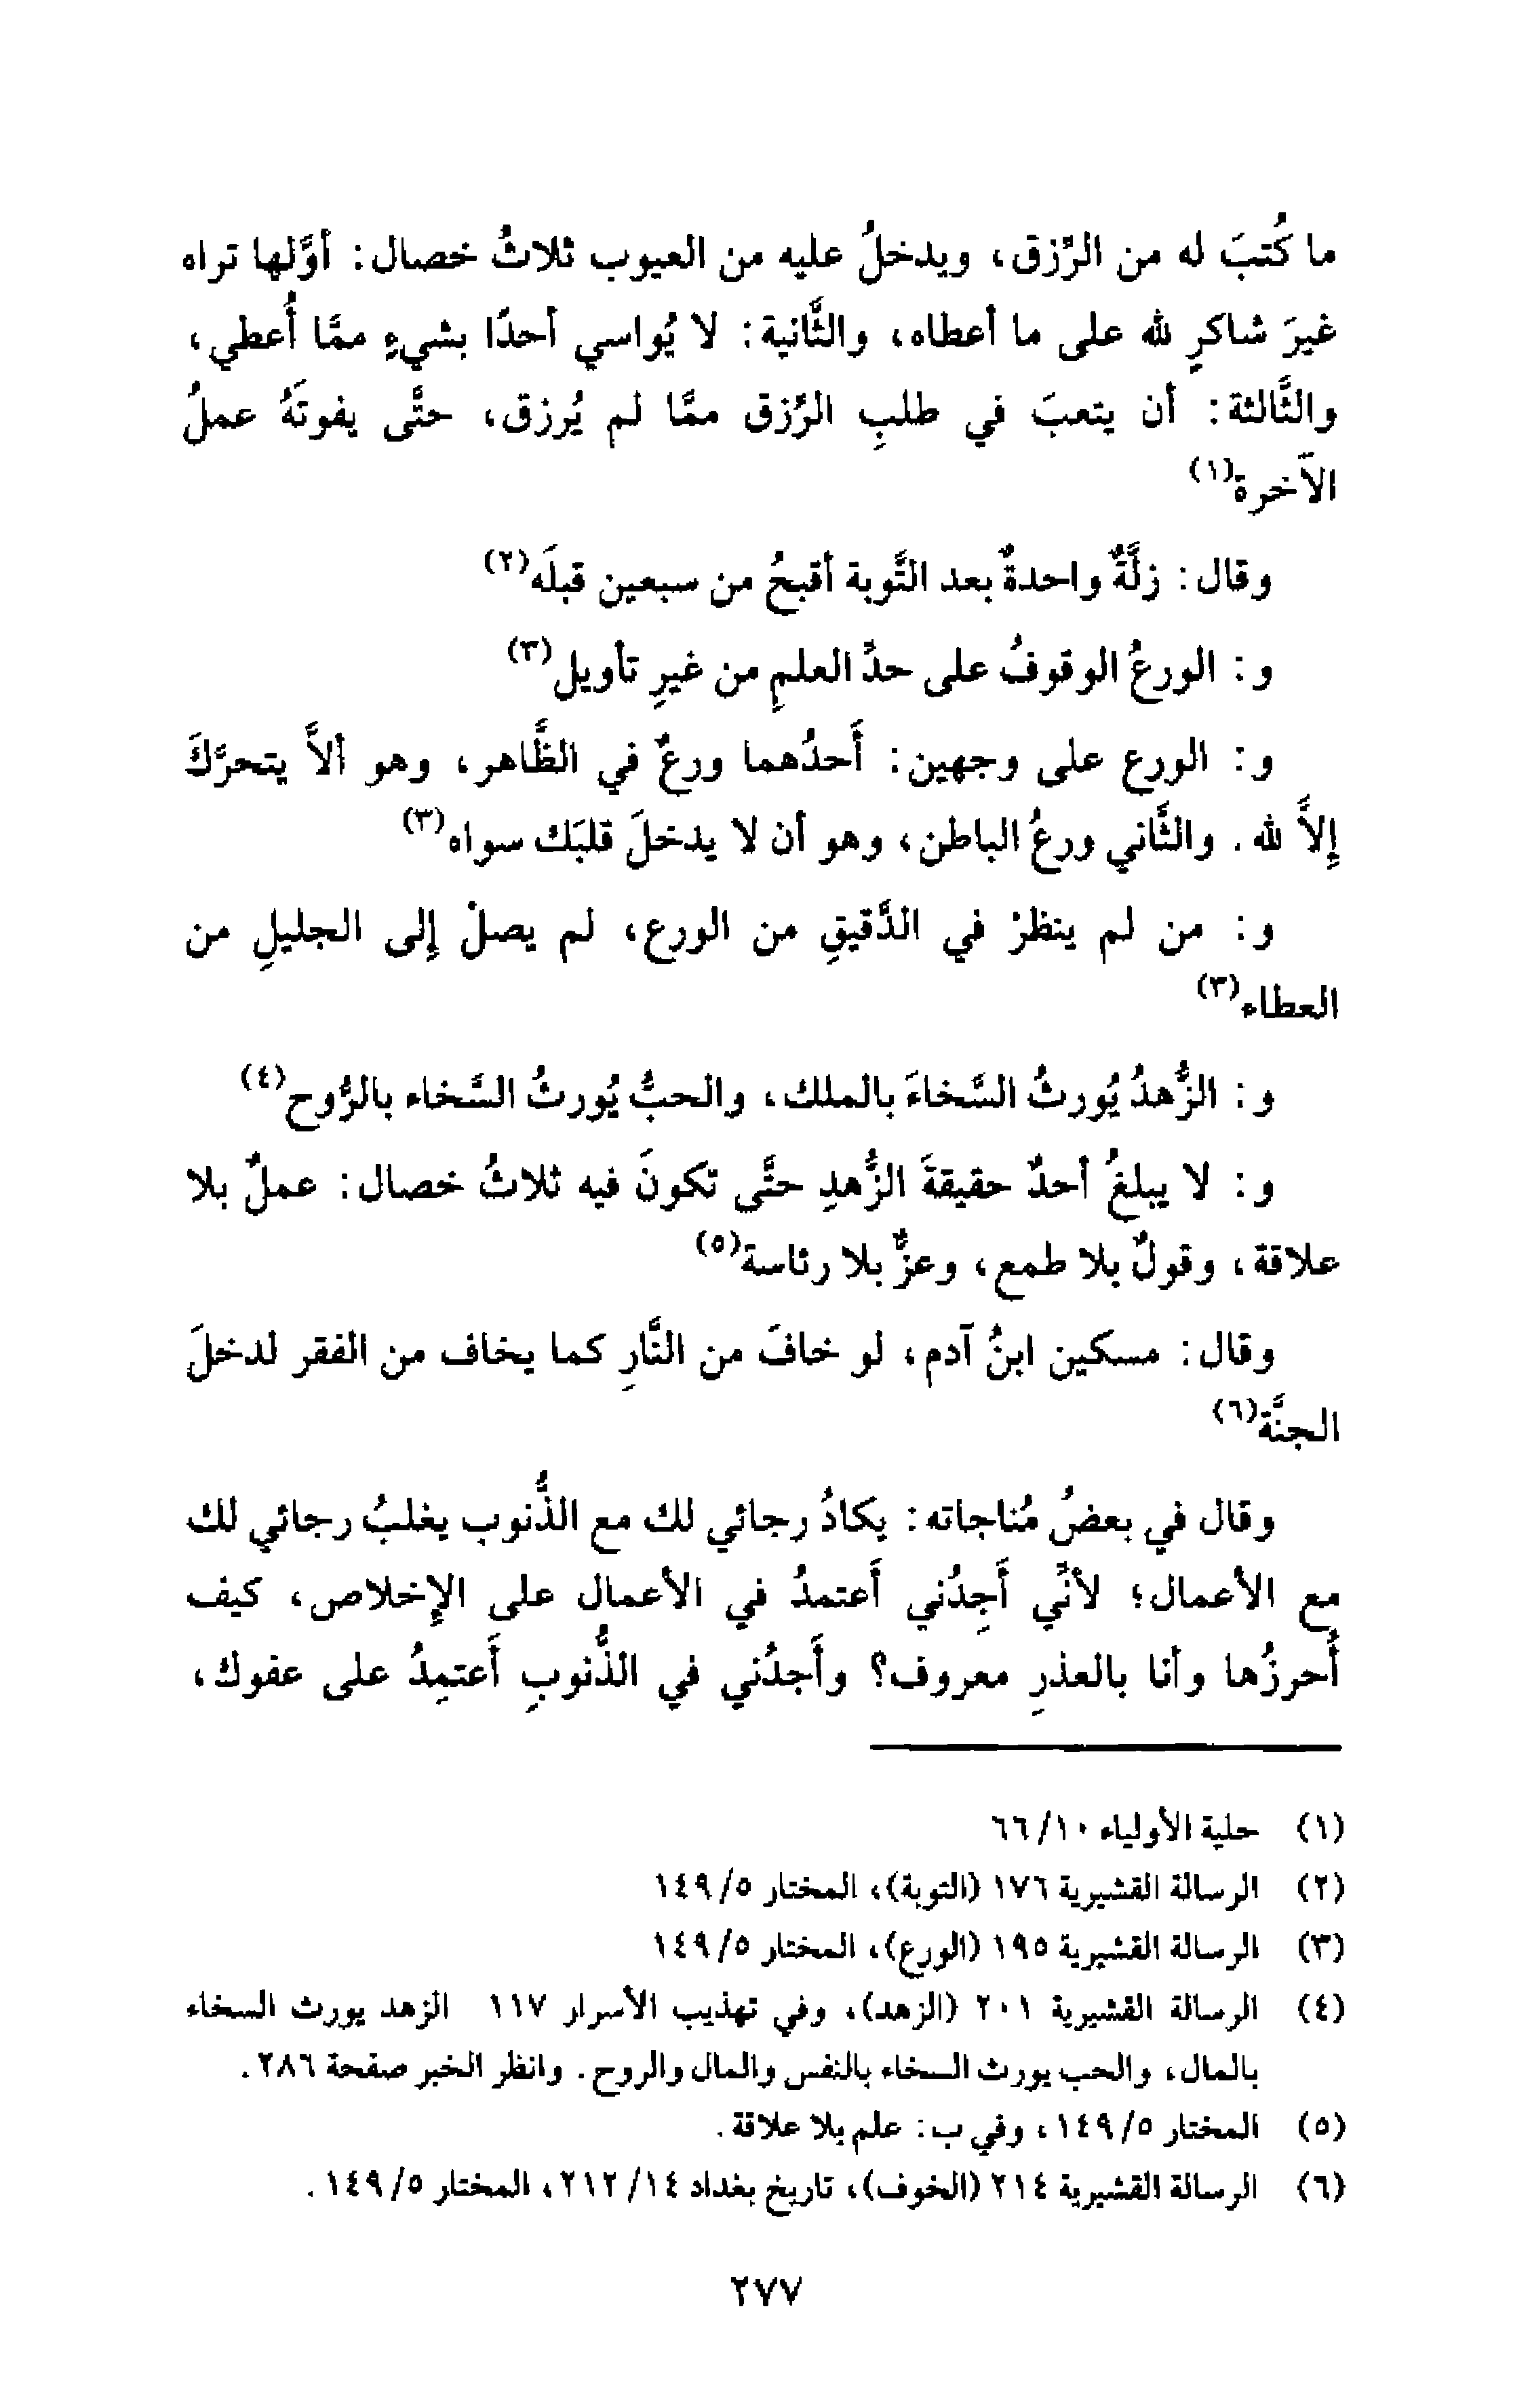 ما كُتبَ له من الرِّزق، ويدخلُ عليه من العيوب ثلاثُ خصال: أوَّلها تراه
غيرَ شاكرٍ لله على ما أعطاه، والثَّانية: لا يُواسي أحدًا بشيءٍ ممَّا أُعطي،
والثَّالثة: أن يتعبَ في طلبِ الرِّزق ممَّا لم يُرزق، حتَّى يفوتَهُ عملُ
الآخرة(١)
وقال: زلَّةٌ واحدةٌ بعد التَّوبة أقبحُ من سبعين قبلَه(٢)
و: الورعُ الوقوفُ على حدِّ العلمِ من غيرِ تأويل(٣)
و: الورع على وجهين: أَحدُهما ورعٌ في الظَّاهر، وهو ألاَّ يتحرَّكَ
إلاَّ لله. والثَّاني ورعُ الباطن، وهو أن لا يدخلَ قلبَك سواه(٣)
و: من لم ينظرْ في الدَّقيقِ من الورع، لم يصلْ إلى الجليلِ من
العطاء(٣)
و: الزُّهدُ يُورثُ السَّخاءَ بالملك، والحبُّ يُورثُ السَّخاء بالرُّوح(٤)
و: لا يبلغُ أحدٌ حقيقةَ الزُّهدِ حتَّى تكونَ فيه ثلاثُ خصال: عملٌ بلا
علاقة، وقولٌ بلا طمع، وعزٌّ بلا رئاسة(٥)
وقال: مسكين ابنُ آدم، لو خافَ من النَّارِ كما يخاف من الفقر لدخلَ
الجنَّة(٦)
وقال في بعضُ مُناجاته: يكادُ رجائي لك مع الذُّنوب يغلبُ رجائي لك
مع الأعمال؛ لأنِّي أَجِدُني أَعتمدُ في الأعمال على الإخلاص، كيف
أَحرزُها وأنا بالعذرِ معروف؟ وأَجدُني في الذُّنوبِ أَعتمِدُ على عفوك،
(١) حلية الأولياء ١٠/٦٦
(٢) الرسالة القشيرية ١٧٦ (التوبة)، المختار ٥/١٤٩
(٣) الرسالة القشيرية ١٩٥ (الورع)، المختار ٥/١٤٩
(٤) الرسالة القشيرية ٢٠١ (الزهد)، وفي تهذيب الأسرار ١١٧ الزهد يورث السخاء
بالمال، والحب يورث السخاء بالنفس والمال والروح. وانظر الخبر صفحة ٢٨٦.
(٥) المختار ٥/١٤٩، وفي ب: علم بلا علاقة.
(٦) الرسالة القشيرية ٢١٤ (الخوف)، تاريخ بغداد ١٤/٢١٢، المختار ٥/١٤٩.
٢٧٧